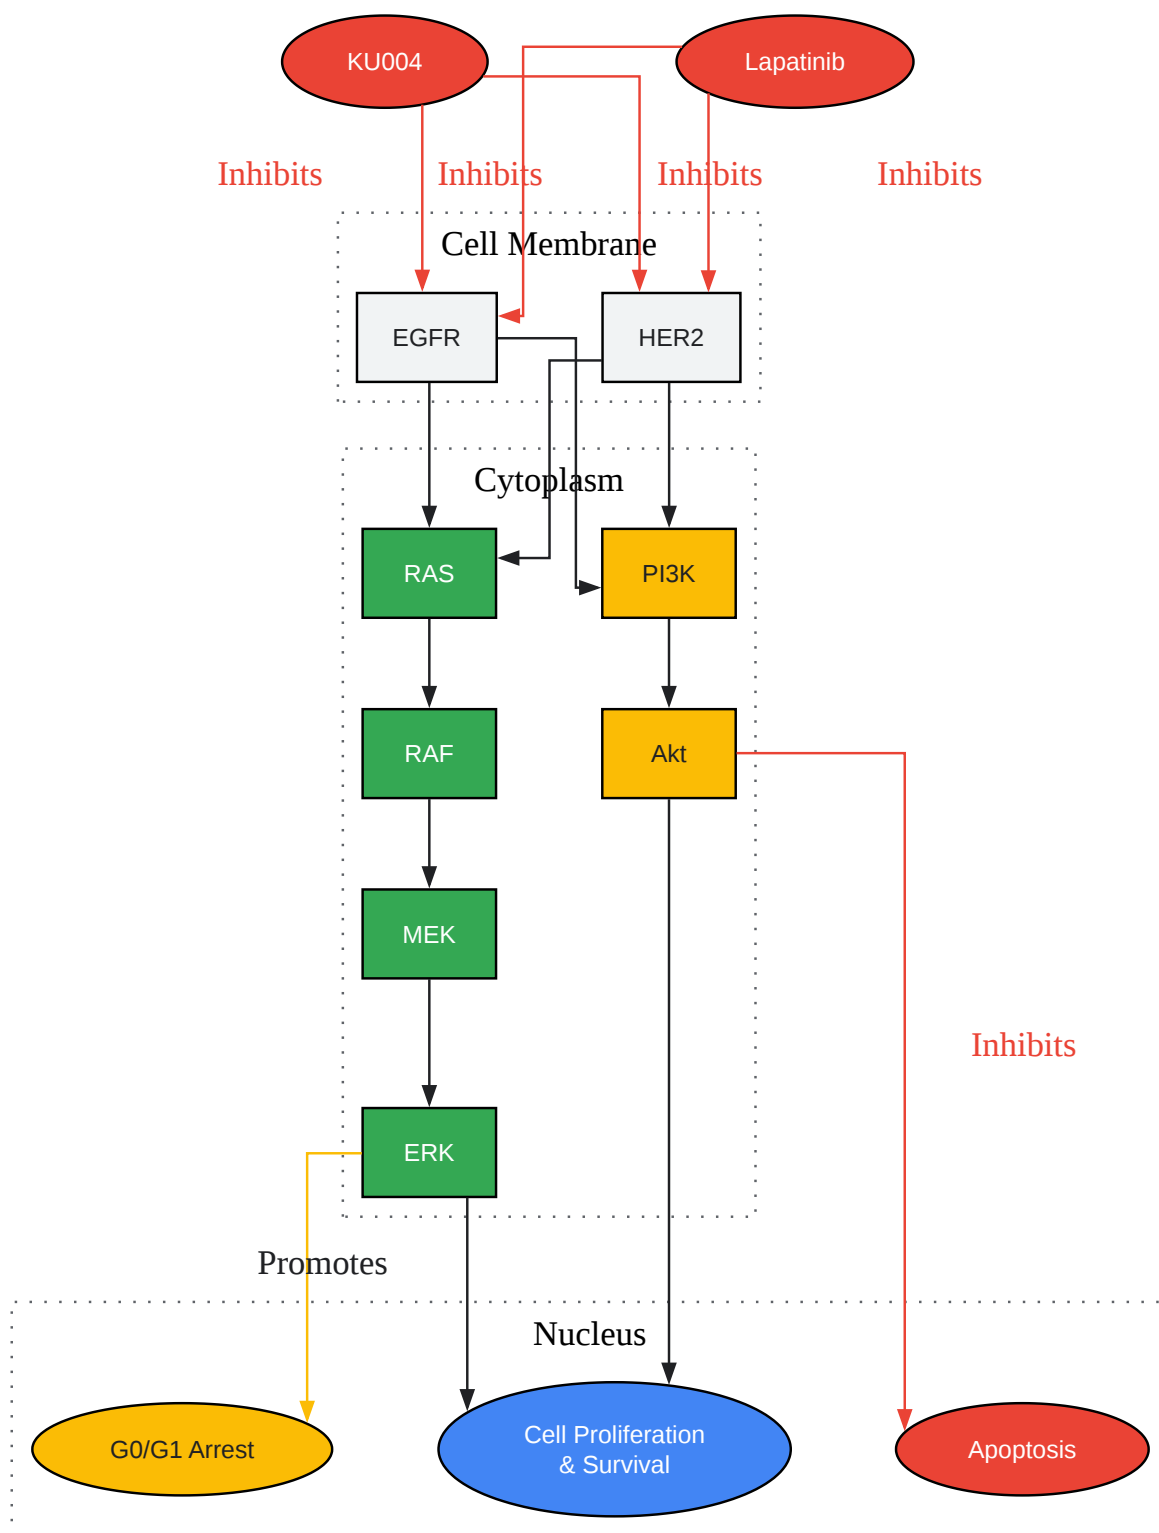 KU004
Lapatinib
Inhibits
Inhibits
Inhibits
Inhibits
Cell Membrane
EGFR
HER2
Cytoplasm
RAS
PI3K
RAF
Akt
MEK
Inhibits
ERK
Promotes
Nucleus
G0/G1 Arrest
Cell Proliferation
& Survival
Apoptosis